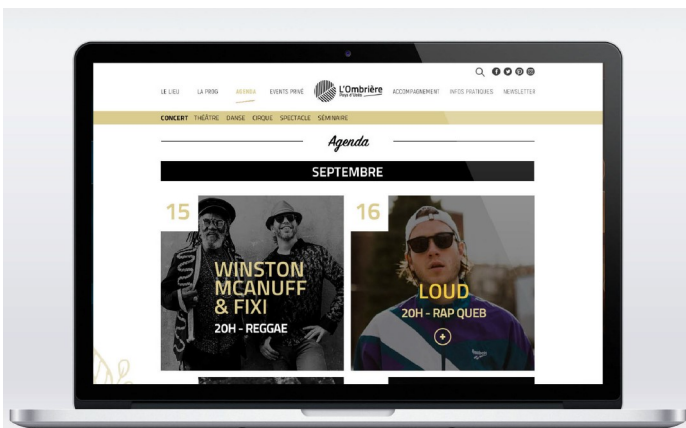 LE LIEU LA PROG AGENDA EVENTS PRIVÉ L'Ombrière ACCOMPAGNEMENT INFOS PRATIQUES NEWSLETTER
Pays d'Uzès
CONCERT THÉÂTRE DANSE CIRQUE SPECTACLE SÉMINAIRE
Agenda
SEPTEMBRE
15
WINSTON
MCANUFF
& FIXI
20H - REGGAE
16
LOUD
20H - RAP QUEB